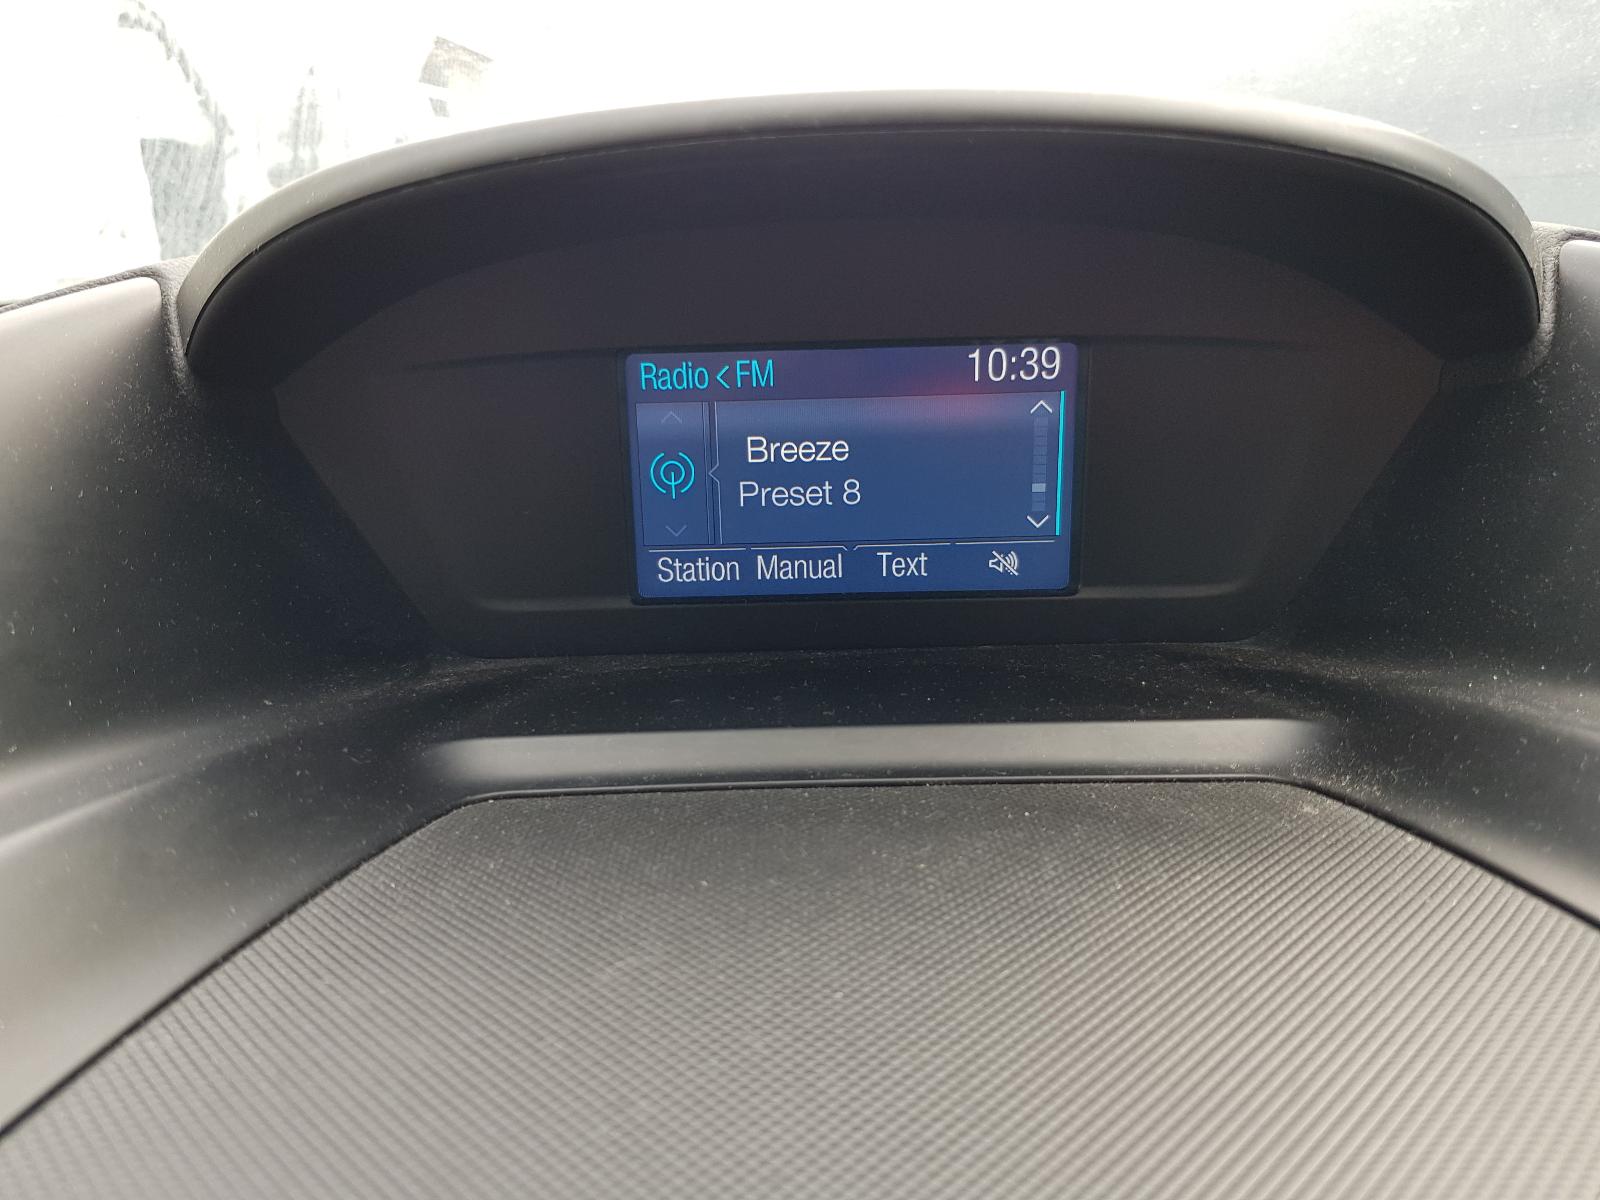 Radio < FM 10:39
Breeze
Preset 8
Station Manual Text